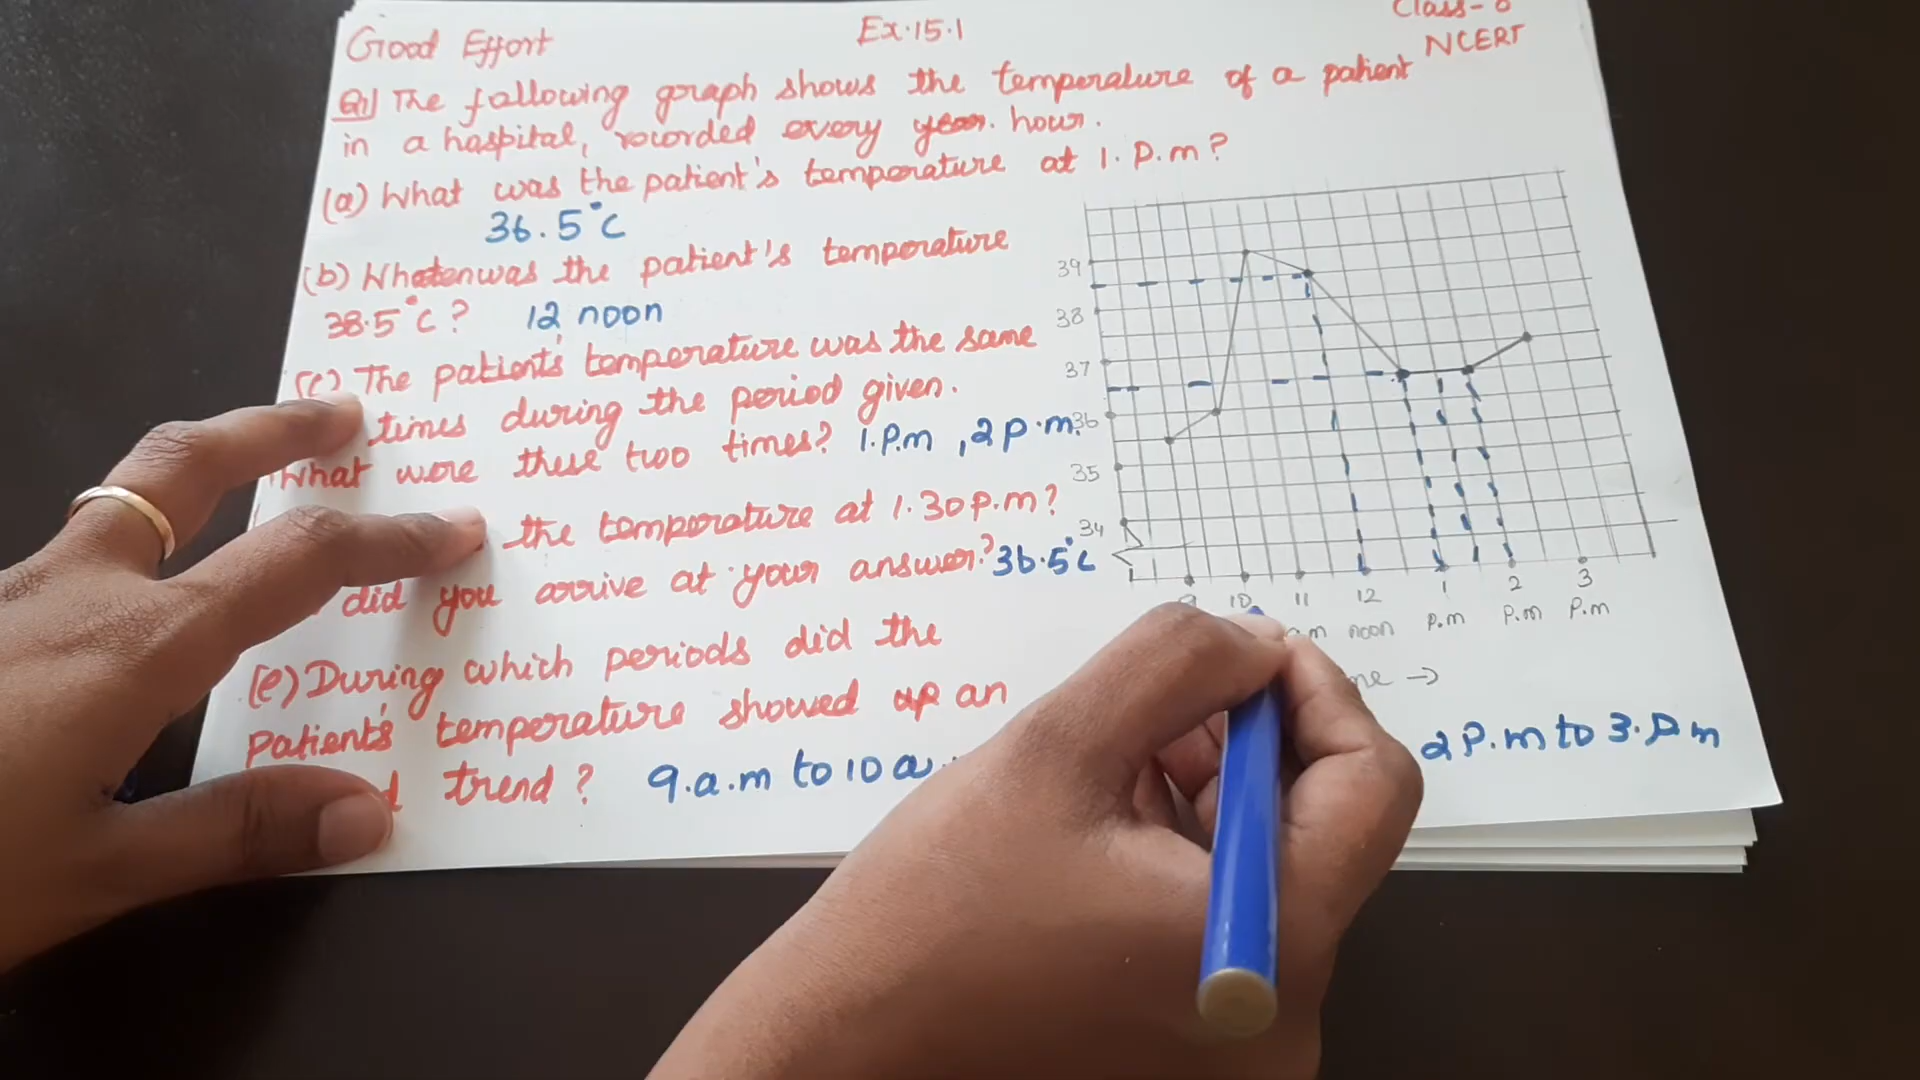 Good Effort
Ex.15.1
NCERT
Q1) The following graph shows the temperature of a patient
in a hospital, recorded every year. hour.
(a) What was the patient's temperature at 1.P.m?
36.5°C
(b) When was the patient's temperature
38.5°C? 12 noon
(c) The patient's temperature was the same
times during the period given.
What were these two times? 1.P.m, 2p.m.
the temperature at 1.30p.m?
did you arrive at your answer? 36.5°C
(e) During which periods did the
patient's temperature showed up an
trend? 9.a.m to 10 a
2P.m to 3.P.m
39
38
37
36
35
34
9 10 11 12 1 2 3
noon P.m P.m P.m